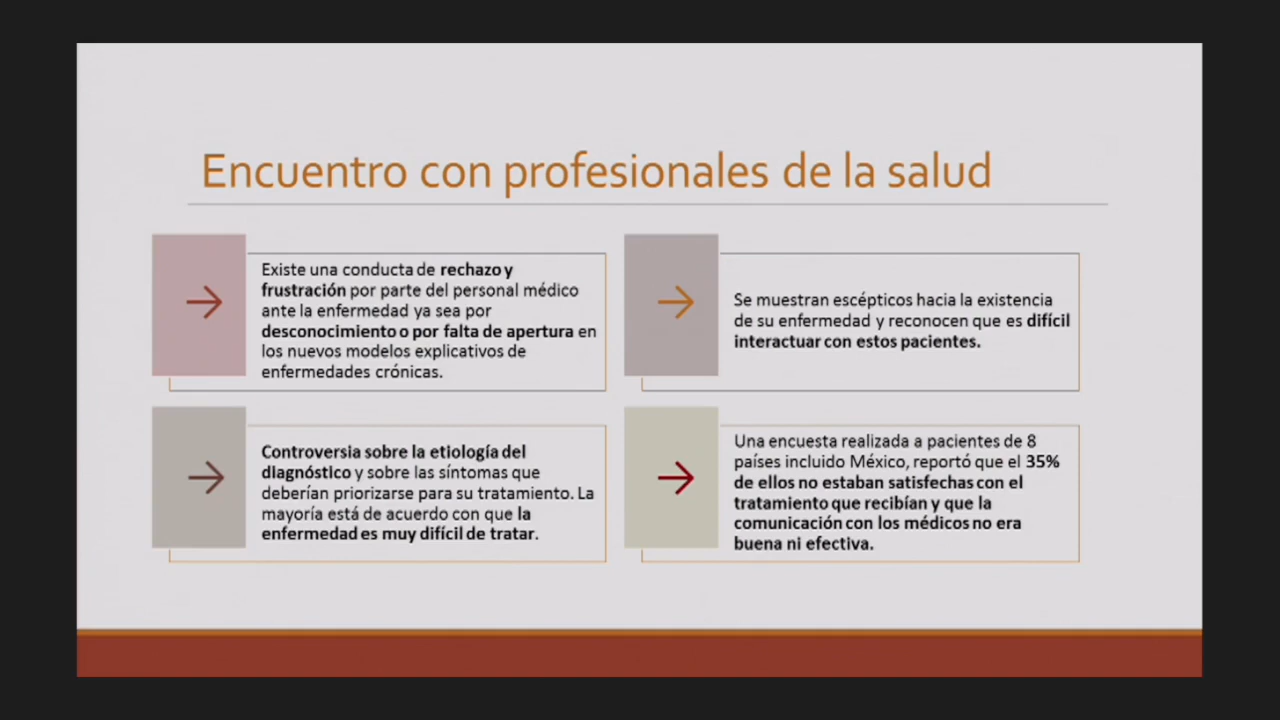 Encuentro con profesionales de la salud
Existe una conducta de rechazo y
frustración por parte del personal médico
ante la enfermedad ya sea por
desconocimiento o por falta de apertura en
los nuevos modelos explicativos de
enfermedades crónicas.
Se muestran escépticos hacia la existencia
de su enfermedad y reconocen que es difícil
interactuar con estos pacientes.
Controversia sobre la etiología del
diagnóstico y sobre las síntomas que
deberían priorizarse para su tratamiento. La
mayoría está de acuerdo con que la
enfermedad es muy difícil de tratar.
Una encuesta realizada a pacientes de 8
países incluido México, reportó que el 35%
de ellos no estaban satisfechas con el
tratamiento que recibían y que la
comunicación con los médicos no era
buena ni efectiva.